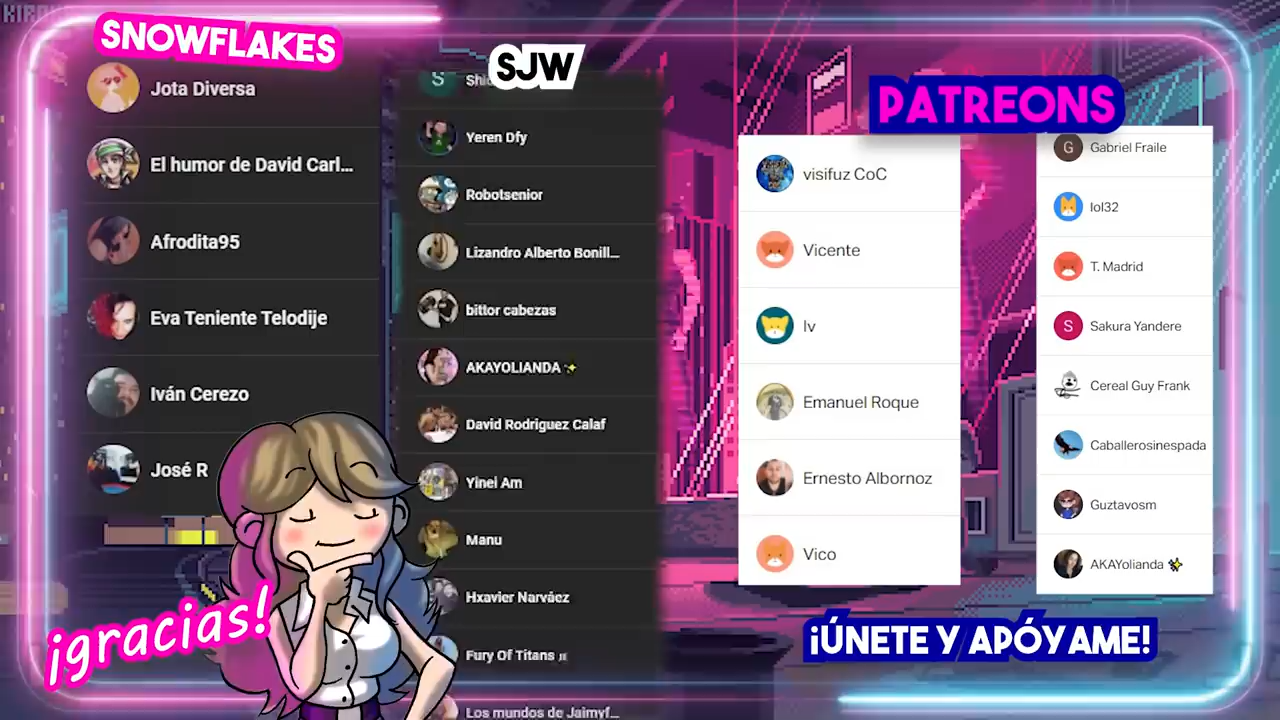 SNOWFLAKES
Jota Diversa
El humor de David Carl...
Afrodita95
Eva Teniente Telodije
Iván Cerezo
José R
SJW
Yeren Dfy
Robotsenior
Lizandro Alberto Bonill...
bittor cabezas
AKAYOLIANDA ✨
David Rodriguez Calaf
Yinel Am
Manu
Hxavier Narváez
Fury Of Titans
Los mundos de Jaimyf...
PATREONS
visifuz CoC
Vicente
Iv
Emanuel Roque
Ernesto Albornoz
Vico
Gabriel Fraile
lol32
T. Madrid
S
Sakura Yandere
Cereal Guy Frank
Caballerosinespada
Guztavosm
AKAYolianda ✨
¡gracias!
¡ÚNETE Y APÓYAME!